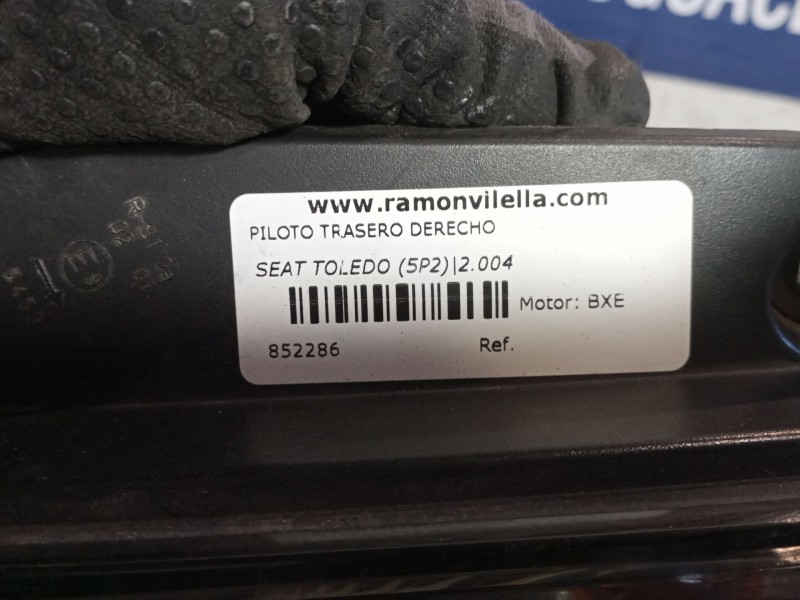 www.ramonvilella.com
PILOTO TRASERO DERECHO
SEAT TOLEDO (5P2)|2.004
Motor: BXE
852286 Ref.